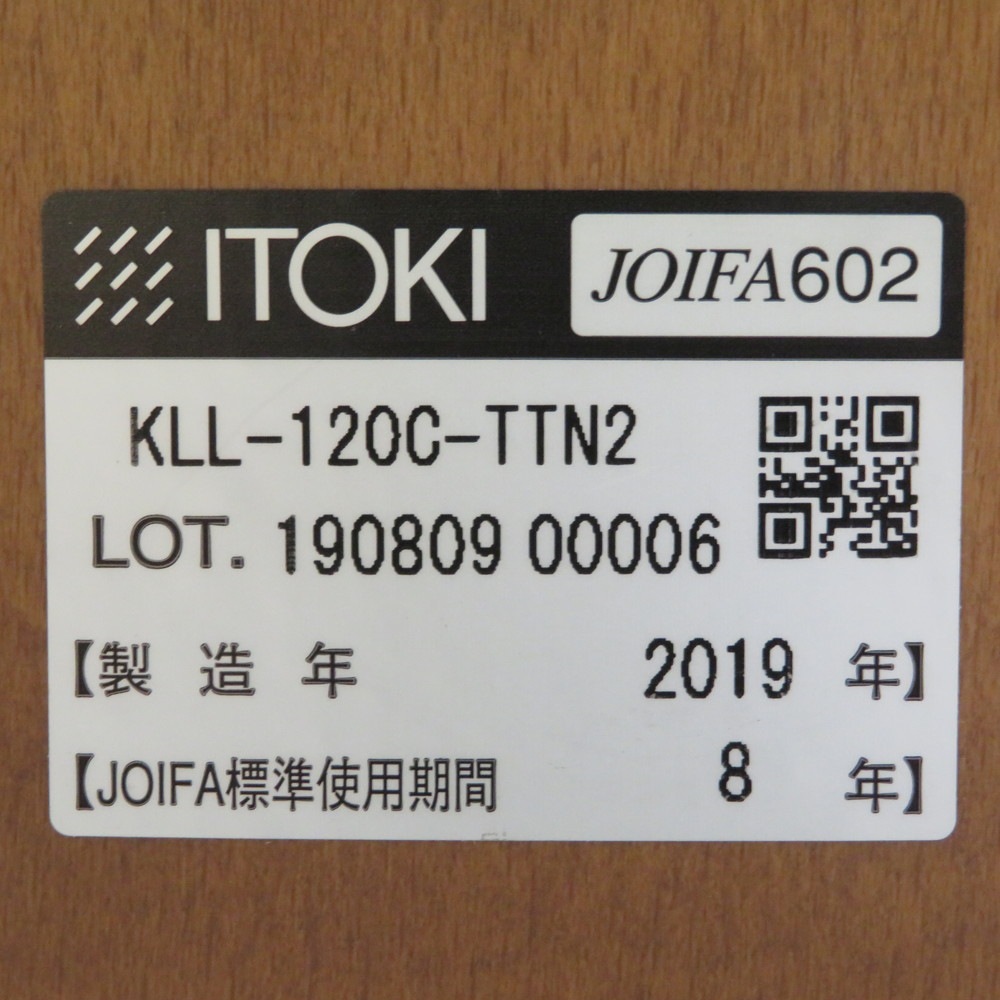 ITOKI JOIFA602
KLL-120C-TTN2
LOT. 190809 00006
【製 造 年 2019 年】
【JOIFA標準使用期間 8 年】